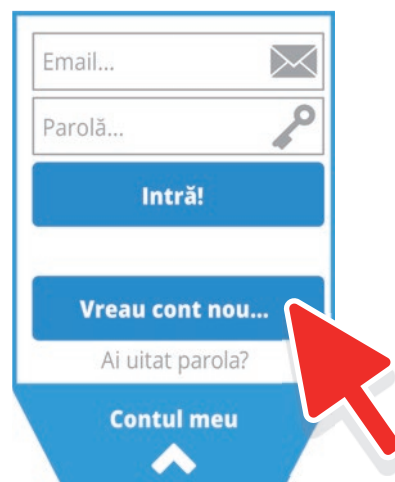 Email...
Parolă...
Intră!
Vreau cont nou...
Ai uitat parola?
Contul meu